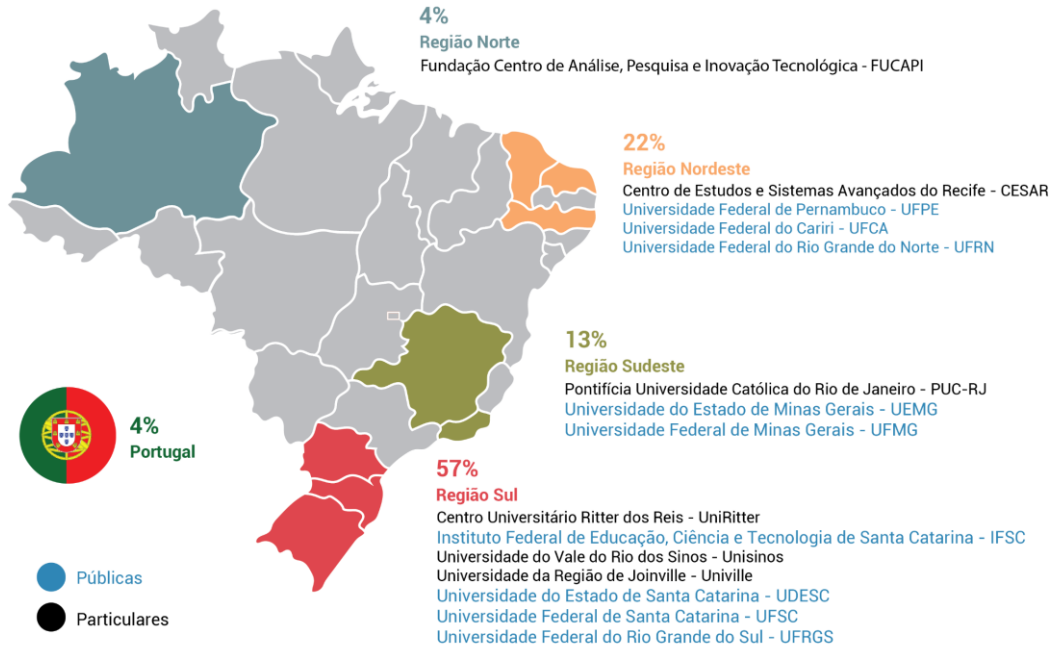 4%
Região Norte
Fundação Centro de Análise, Pesquisa e Inovação Tecnológica - FUCAPI
22%
Região Nordeste
Centro de Estudos e Sistemas Avançados do Recife - CESAR
Universidade Federal de Pernambuco - UFPE
Universidade Federal do Cariri - UFCA
Universidade Federal do Rio Grande do Norte - UFRN
13%
Região Sudeste
Pontifícia Universidade Católica do Rio de Janeiro - PUC-RJ
Universidade do Estado de Minas Gerais - UEMG
Universidade Federal de Minas Gerais - UFMG
4%
Portugal
57%
Região Sul
Centro Universitário Ritter dos Reis - UniRitter
Instituto Federal de Educação, Ciência e Tecnologia de Santa Catarina - IFSC
Universidade do Vale do Rio dos Sinos - Unisinos
Universidade da Região de Joinville - Univille
Universidade do Estado de Santa Catarina - UDESC
Universidade Federal de Santa Catarina - UFSC
Universidade Federal do Rio Grande do Sul - UFRGS
Públicas
Particulares